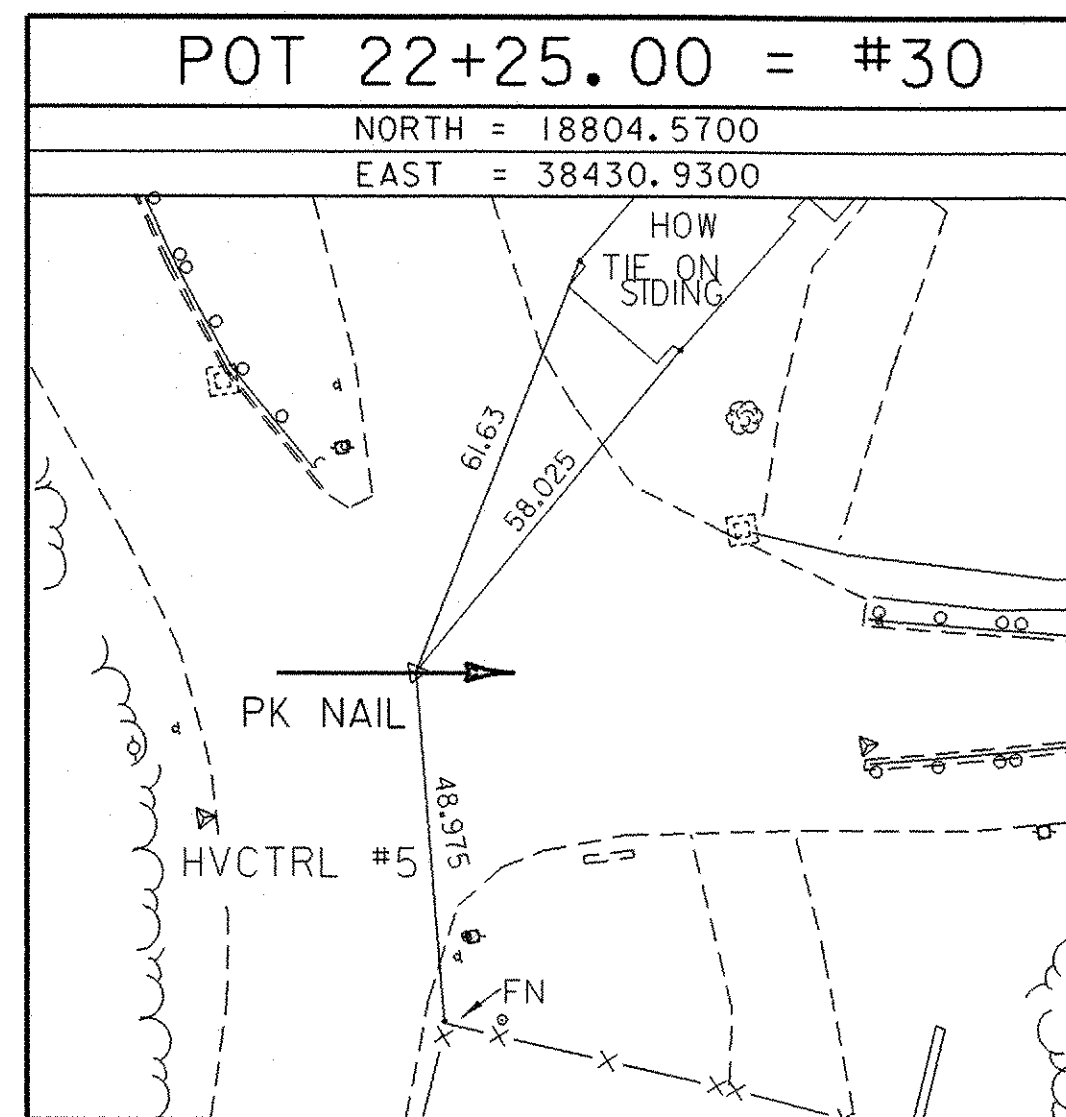 POT 22+25.00 = #30
NORTH = 18804.5700
EAST = 38430.9300
HOW
TIE ON
SIDING
61.63
58.025
PK NAIL
48.975
HVCTRL #5
FN